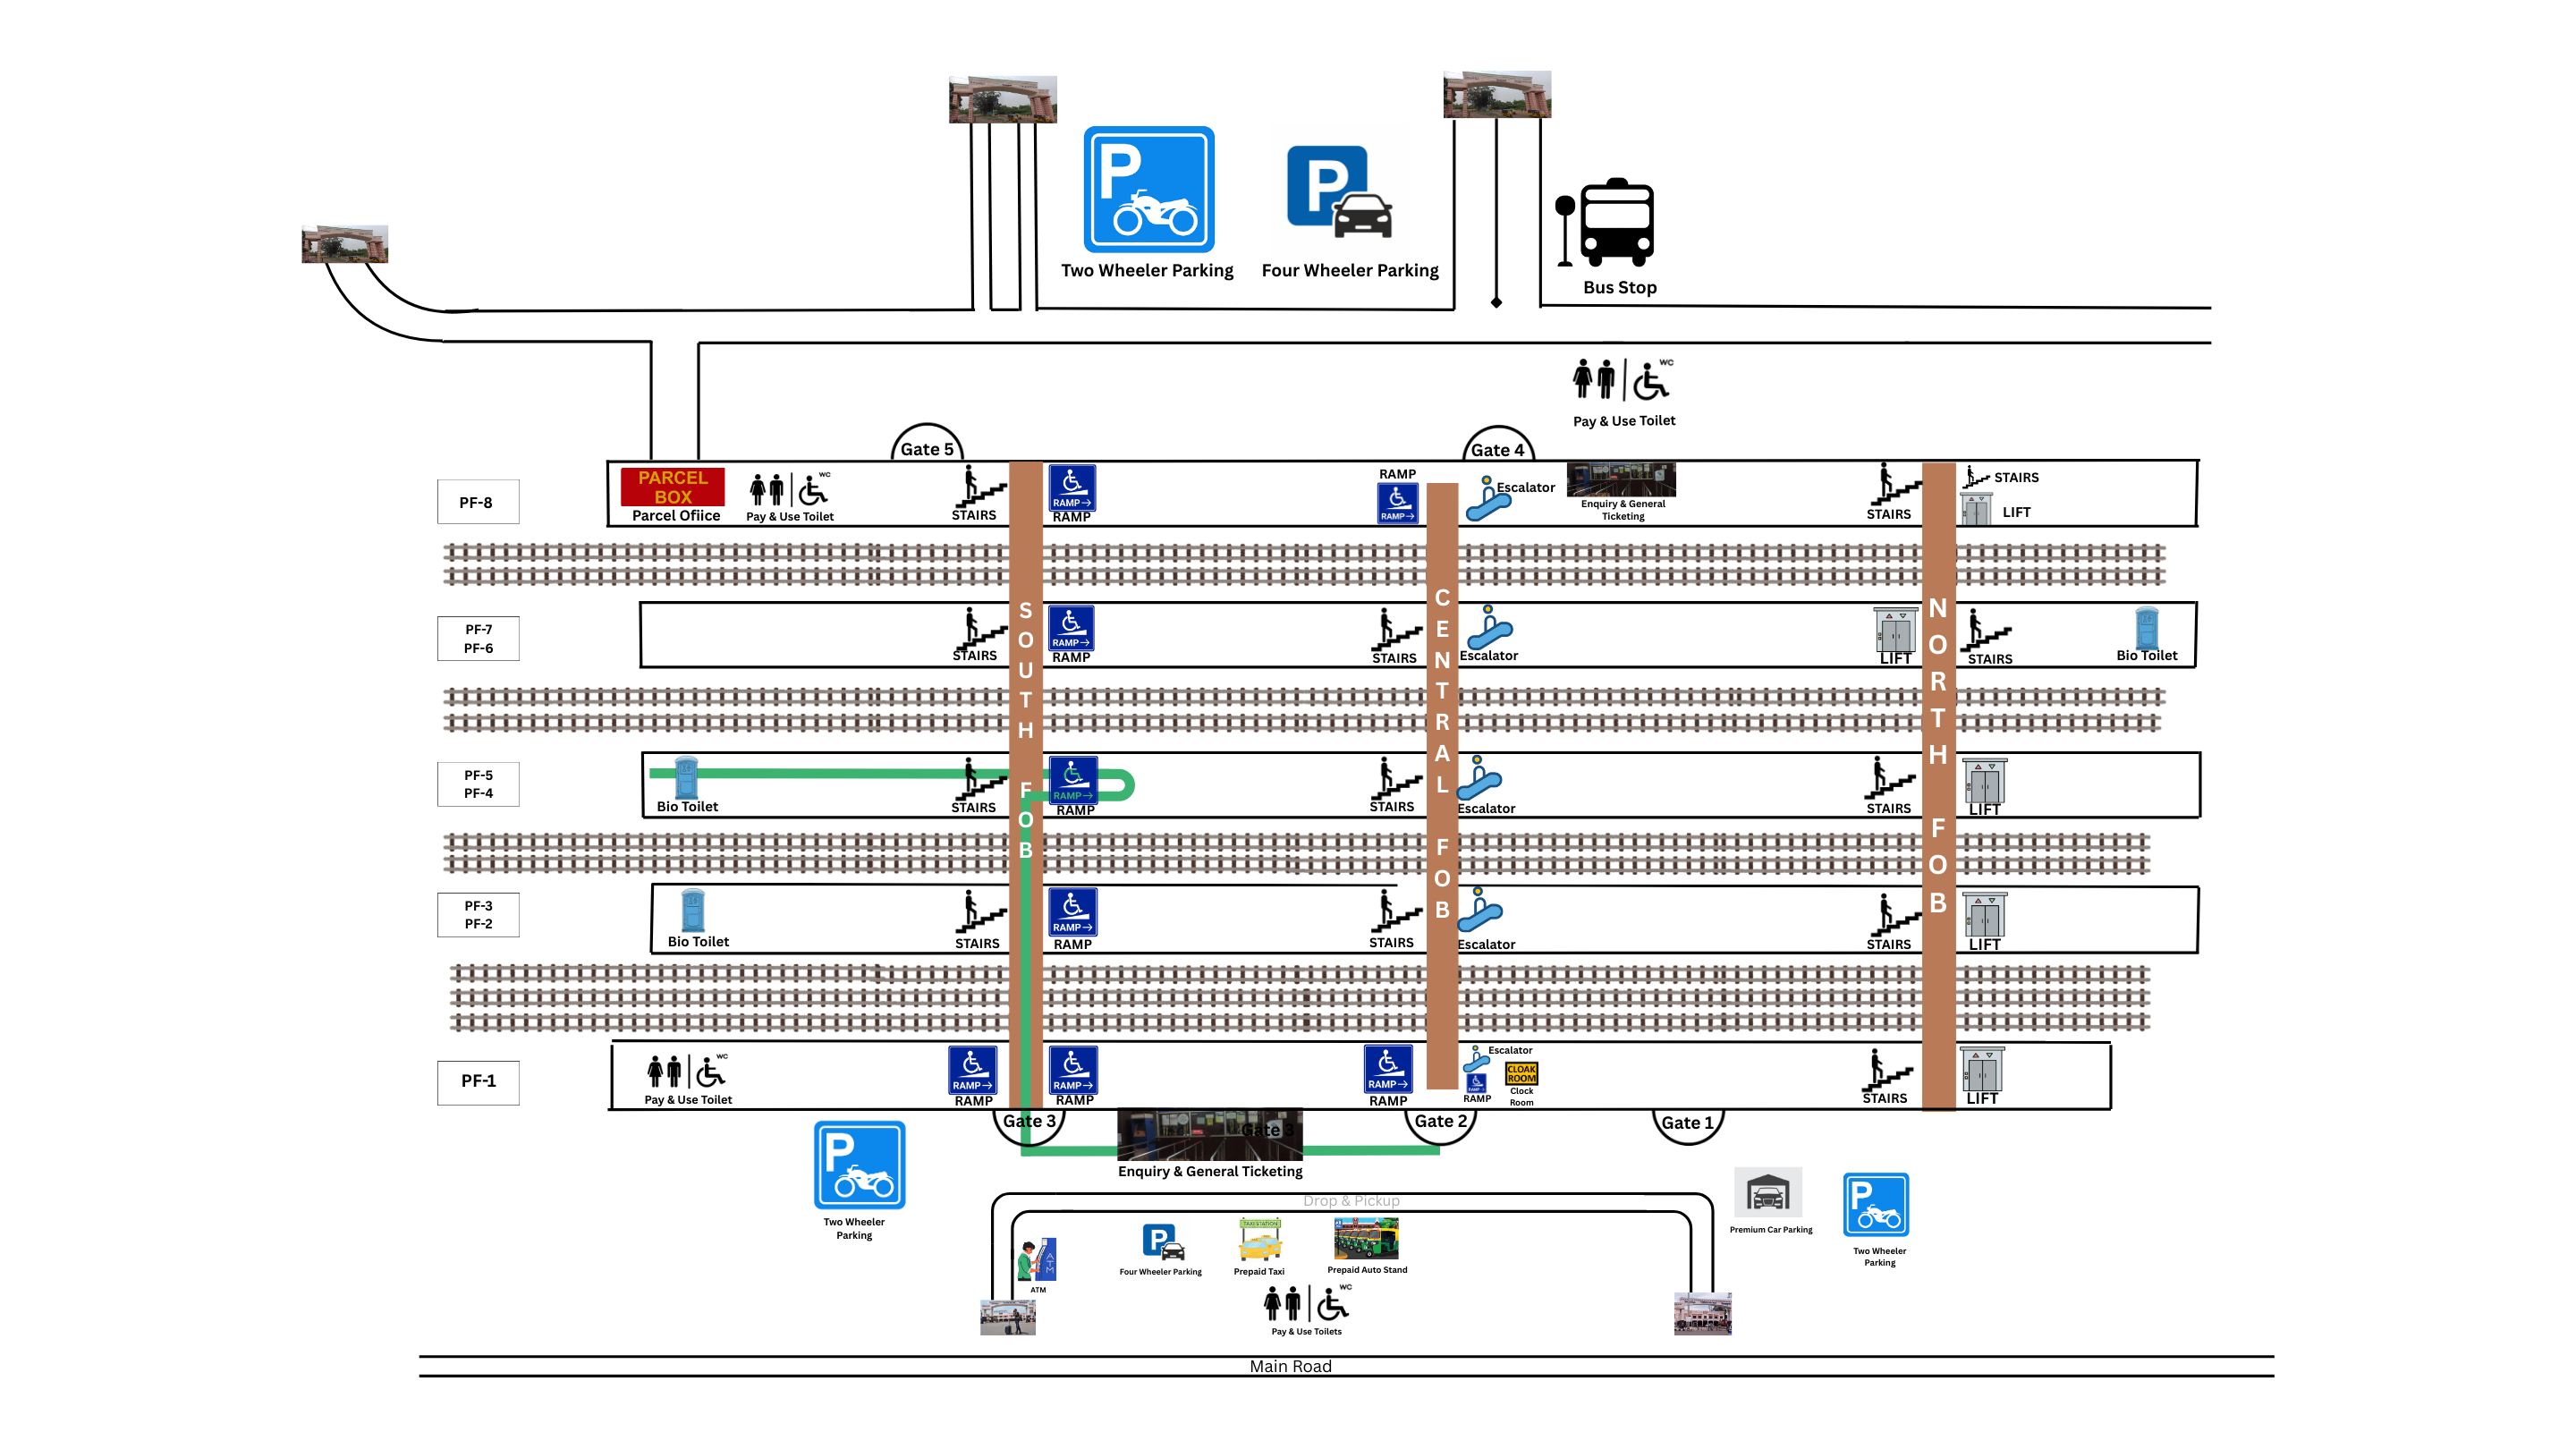 Two Wheeler Parking
Four Wheeler Parking
Bus Stop
WC
Pay & Use Toilet
Gate 5
Gate 4
PF-8
PARCEL
BOX
Parcel Ofiice
WC
Pay & Use Toilet
STAIRS
RAMP→
RAMP
RAMP
RAMP→
Escalator
Enquiry & General
Ticketing
STAIRS
STAIRS
LIFT
PF-7
PF-6
STAIRS
RAMP→
RAMP
STAIRS
Escalator
LIFT
STAIRS
Bio Toilet
SOUTH FOB
CENTRAL FOB
NORTH FOB
PF-5
PF-4
Bio Toilet
STAIRS
RAMP→
RAMP
STAIRS
Escalator
STAIRS
LIFT
PF-3
PF-2
Bio Toilet
STAIRS
RAMP→
RAMP
STAIRS
Escalator
STAIRS
LIFT
PF-1
WC
Pay & Use Toilet
RAMP→
RAMP
RAMP→
RAMP
RAMP→
RAMP
Escalator
RAMP
CLOAK
ROOM
Clock
Room
STAIRS
LIFT
Gate 3
Gate 3
Gate 2
Gate 1
Enquiry & General Ticketing
Two Wheeler
Parking
Drop & Pickup
Premium Car Parking
Two Wheeler
Parking
ATM
ATM
Four Wheeler Parking
TAXI STATION
Prepaid Taxi
Prepaid Auto Stand
WC
Pay & Use Toilets
Main Road